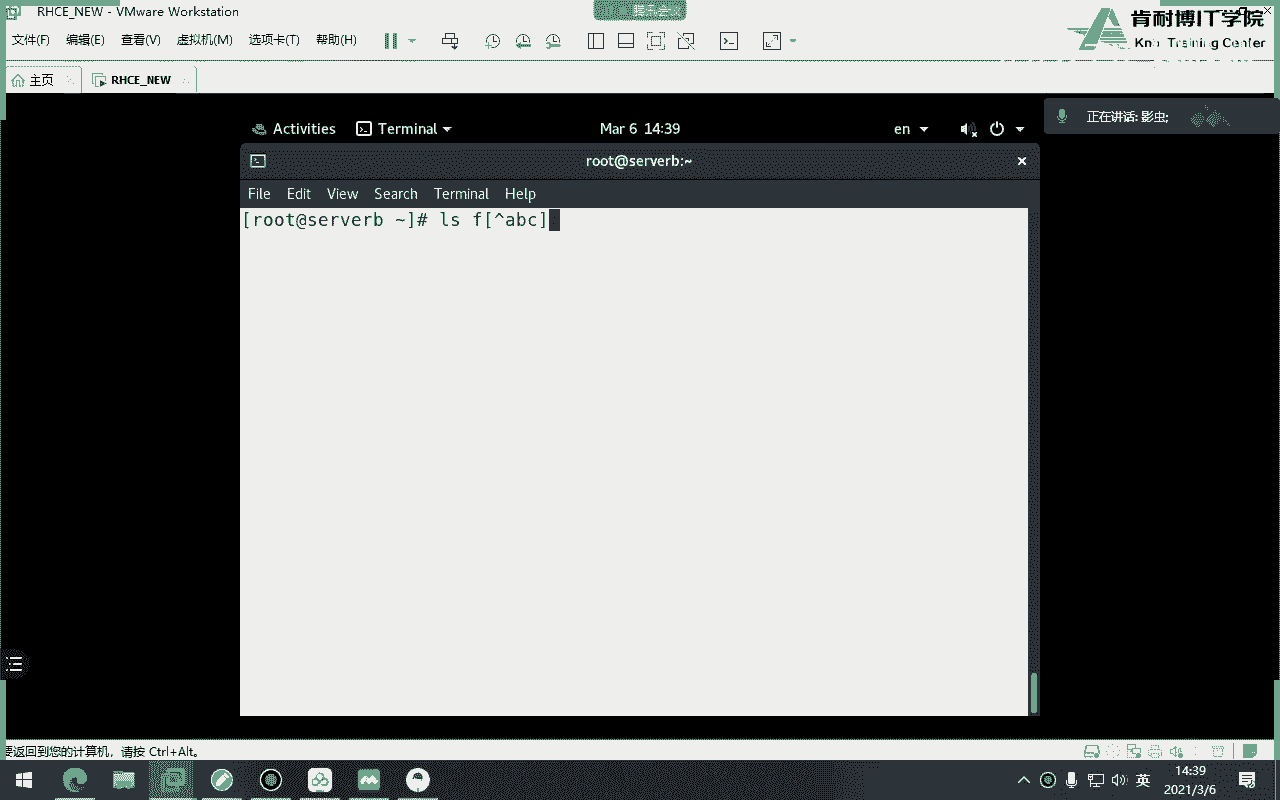 RHCE_NEW - VMware Workstation
肯耐博IT学院
文件(F) 编辑(E) 查看(V) 虚拟机(M) 选项卡(T) 帮助(H)
Training Center
主页 RHCE_NEW
正在讲话: 影虫;
Activities Terminal Mar 6 14:39 en
root@serverb:~
File Edit View Search Terminal Help
[root@serverb ~]# ls f[^abc]
要返回到您的计算机，请按 Ctrl+Alt。
英
14:39
2021/3/6